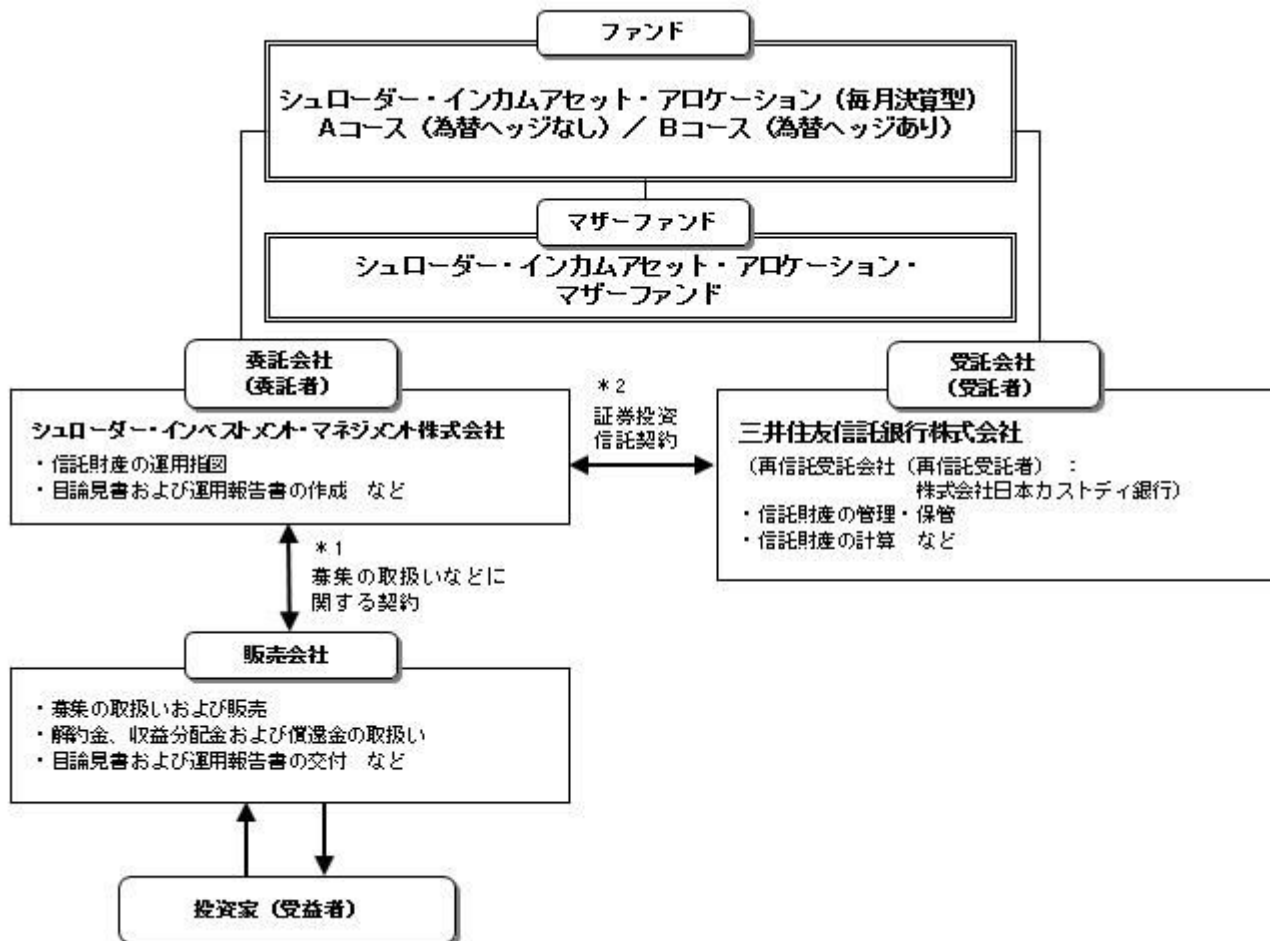 ファンド
シュローダー・インカムアセット・アロケーション（毎月決算型）
Aコース（為替ヘッジなし）／ Bコース（為替ヘッジあり）
マザーファンド
シュローダー・インカムアセット・アロケーション・
マザーファンド
委託会社
（委託者）
シュローダー・インベストメント・マネジメント株式会社
・信託財産の運用指図
・目論見書および運用報告書の作成　など
＊２
証券投資
信託契約
受託会社
（受託者）
三井住友信託銀行株式会社
（再信託受託会社（再信託受託者）：
株式会社日本カストディ銀行）
・信託財産の管理・保管
・信託財産の計算　など
＊１
募集の取扱いなどに
関する契約
販売会社
・募集の取扱いおよび販売
・解約金、収益分配金および償還金の取扱い
・目論見書および運用報告書の交付　など
投資家（受益者）